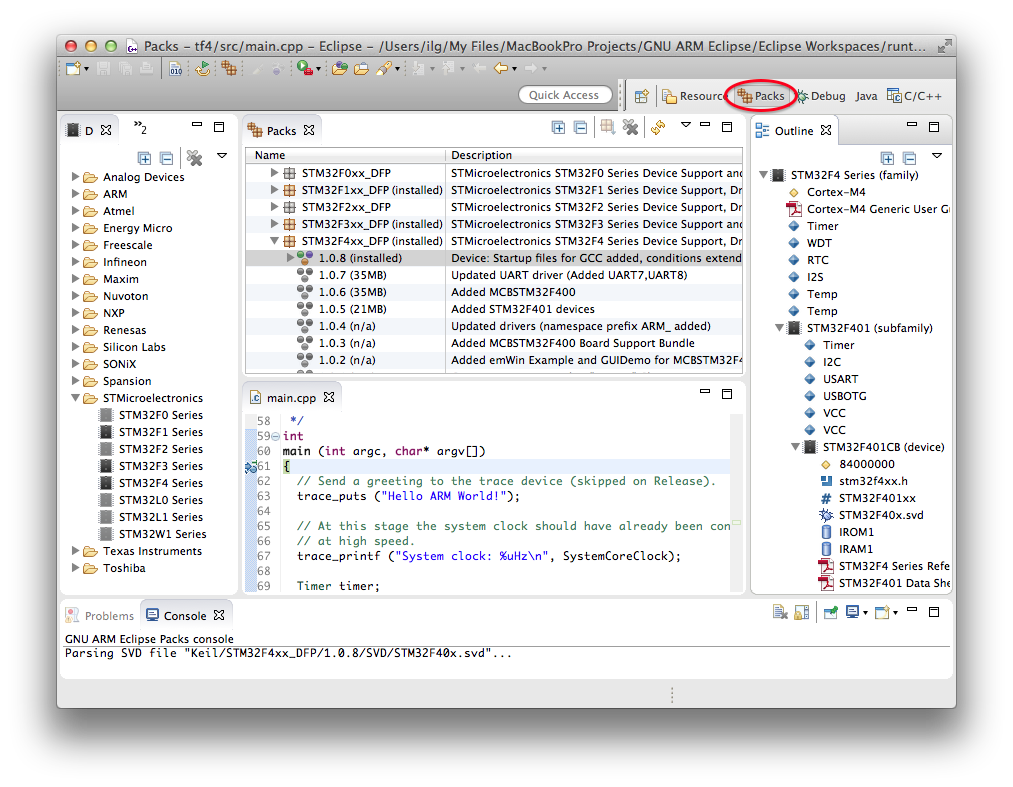 Packs – tf4/src/main.cpp – Eclipse – /Users/ilg/My Files/MacBookPro Projects/GNU ARM Eclipse/Eclipse Workspaces/runt...
010
Quick Access
Resourc
Packs
Debug
Java
C/C++
D
»2
Analog Devices
ARM
Atmel
Energy Micro
Freescale
Infineon
Maxim
Nuvoton
NXP
Renesas
Silicon Labs
SONiX
Spansion
STMicroelectronics
STM32F0 Series
STM32F1 Series
STM32F2 Series
STM32F3 Series
STM32F4 Series
STM32L0 Series
STM32L1 Series
STM32W1 Series
Texas Instruments
Toshiba
Packs
Name Description
STM32F0xx_DFP STMicroelectronics STM32F0 Series Device Support and
STM32F1xx_DFP (installed) STMicroelectronics STM32F1 Series Device Support, Dr
STM32F2xx_DFP STMicroelectronics STM32F2 Series Device Support, Dr
STM32F3xx_DFP (installed) STMicroelectronics STM32F3 Series Device Support and
STM32F4xx_DFP (installed) STMicroelectronics STM32F4 Series Device Support, Dr
1.0.8 (installed) Device: Startup files for GCC added, conditions extend
1.0.7 (35MB) Updated UART driver (Added UART7,UART8)
1.0.6 (35MB) Added MCBSTM32F400
1.0.5 (21MB) Added STM32F401 devices
1.0.4 (n/a) Updated drivers (namespace prefix ARM_ added)
1.0.3 (n/a) Added MCBSTM32F400 Board Support Bundle
1.0.2 (n/a) Added emWin Example and GUIDemo for MCBSTM32F4
main.cpp
58 */
59 int
60 main (int argc, char* argv[])
61 {
62 // Send a greeting to the trace device (skipped on Release).
63 trace_puts ("Hello ARM World!");
64
65 // At this stage the system clock should have already been con
66 // at high speed.
67 trace_printf ("System clock: %uHz\n", SystemCoreClock);
68
69 Timer timer;
Outline
STM32F4 Series (family)
Cortex-M4
Cortex-M4 Generic User G
Timer
WDT
RTC
I2S
Temp
Temp
STM32F401 (subfamily)
Timer
I2C
USART
USBOTG
VCC
VCC
STM32F401CB (device)
84000000
stm32f4xx.h
STM32F401xx
STM32F40x.svd
IROM1
IRAM1
STM32F4 Series Refe
STM32F401 Data She
Problems
Console
GNU ARM Eclipse Packs console
Parsing SVD file "Keil/STM32F4xx_DFP/1.0.8/SVD/STM32F40x.svd"...